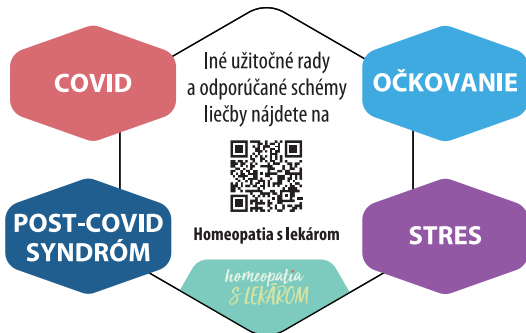 COVID
Iné užitočné rady
a odporúčané schémy
liečby nájdete na
OČKOVANIE
POST-COVID
SYNDRÓM
Homeopatia s lekárom
STRES
homeopatia
S LEKÁROM